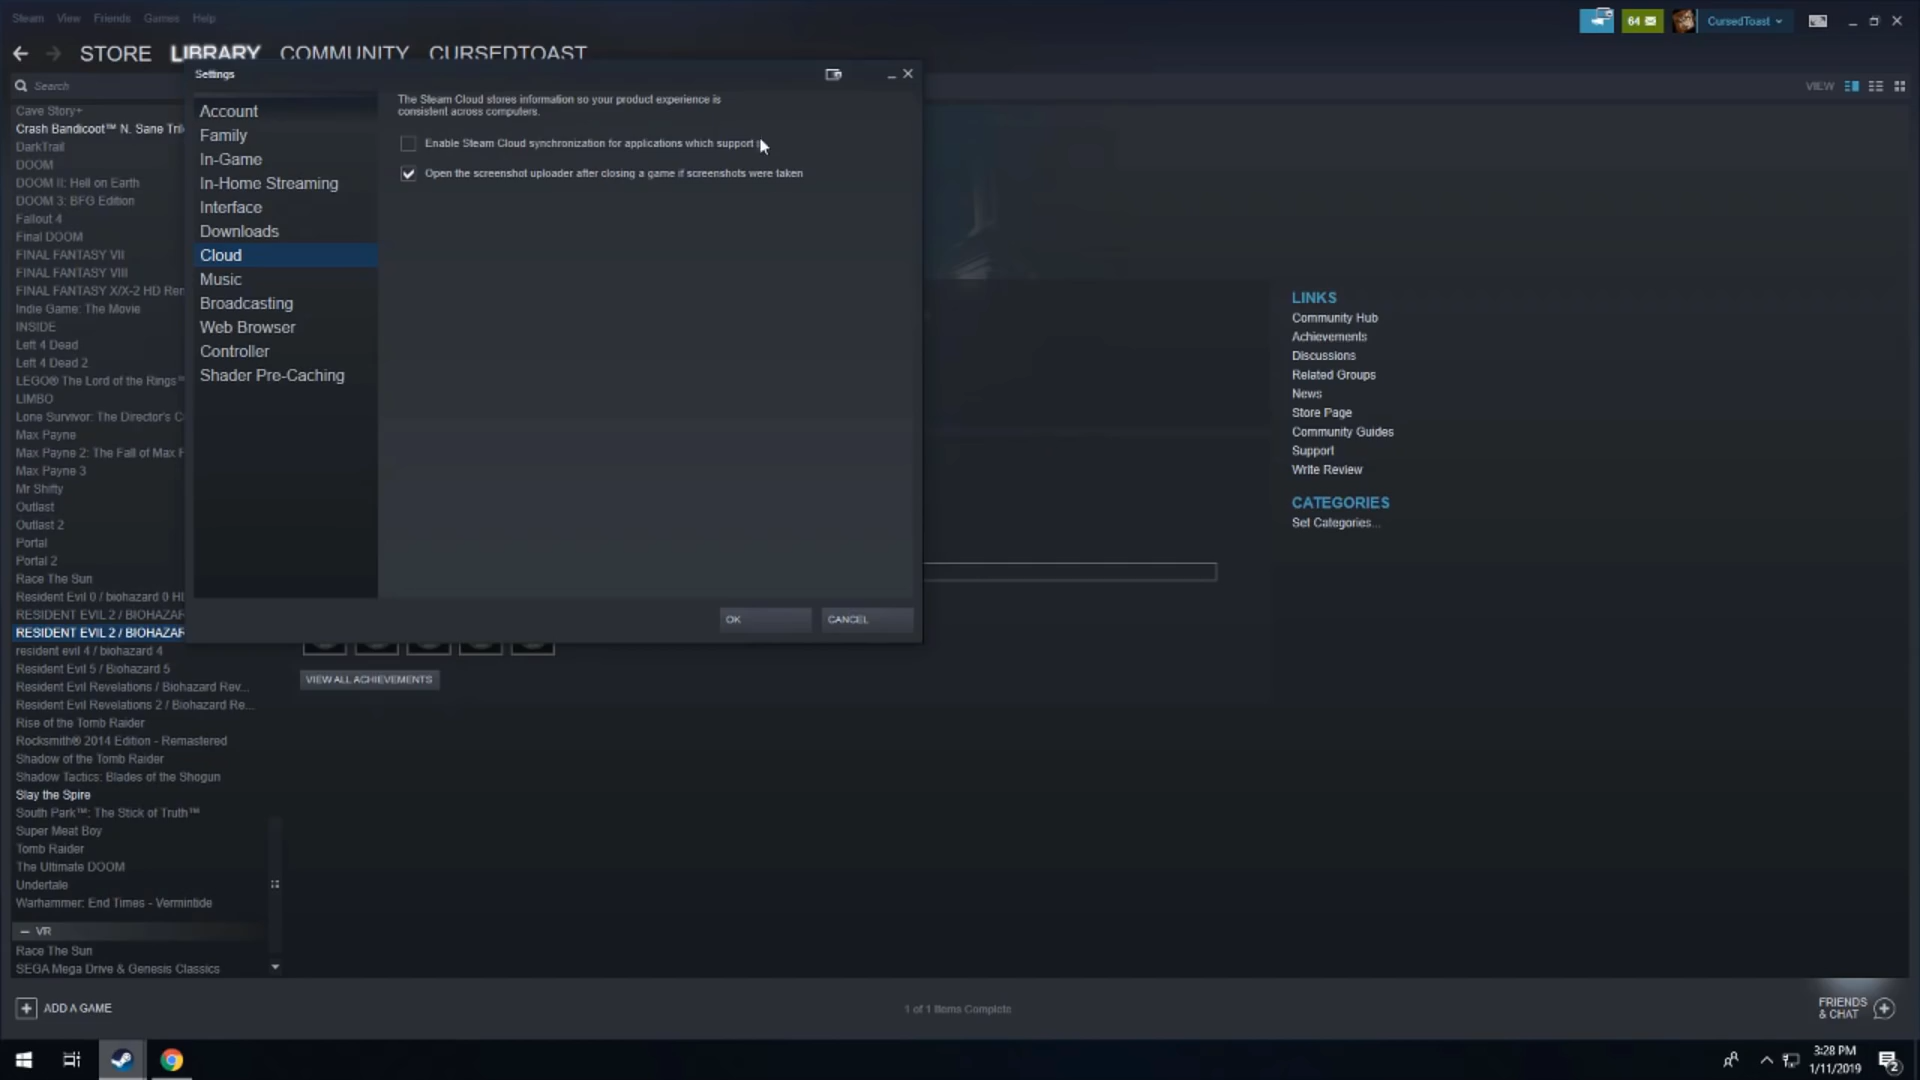 Steam View Friends Games Help
64
CursedToast
STORE LIBRARY COMMUNITY CURSEDTOAST
Search
VIEW
Cave Story+
Crash Bandicoot™ N. Sane Tril
DarkTrail
DOOM
DOOM II: Hell on Earth
DOOM 3: BFG Edition
Fallout 4
Final DOOM
FINAL FANTASY VII
FINAL FANTASY VIII
FINAL FANTASY X/X-2 HD Rem
Indie Game: The Movie
INSIDE
Left 4 Dead
Left 4 Dead 2
LEGO® The Lord of the Rings™
LIMBO
Lone Survivor: The Director's C
Max Payne
Max Payne 2: The Fall of Max P
Max Payne 3
Mr Shifty
Outlast
Outlast 2
Portal
Portal 2
Race The Sun
Resident Evil 0 / biohazard 0 HD
RESIDENT EVIL 2 / BIOHAZAR
RESIDENT EVIL 2 / BIOHAZAR
resident evil 4 / biohazard 4
Resident Evil 5 / Biohazard 5
Resident Evil Revelations / Biohazard Rev...
Resident Evil Revelations 2 / Biohazard Re...
Rise of the Tomb Raider
Rocksmith® 2014 Edition - Remastered
Shadow of the Tomb Raider
Shadow Tactics: Blades of the Shogun
Slay the Spire
South Park™: The Stick of Truth™
Super Meat Boy
Tomb Raider
The Ultimate DOOM
Undertale
Warhammer: End Times - Vermintide
VR
Race The Sun
SEGA Mega Drive & Genesis Classics
Settings
Account
Family
In-Game
In-Home Streaming
Interface
Downloads
Cloud
Music
Broadcasting
Web Browser
Controller
Shader Pre-Caching
The Steam Cloud stores information so your product experience is
consistent across computers.
Enable Steam Cloud synchronization for applications which support
Open the screenshot uploader after closing a game if screenshots were taken
OK
CANCEL
VIEW ALL ACHIEVEMENTS
LINKS
Community Hub
Achievements
Discussions
Related Groups
News
Store Page
Community Guides
Support
Write Review
CATEGORIES
Set Categories...
ADD A GAME
1 of 1 Items Complete
FRIENDS
& CHAT
3:28 PM
1/11/2019
2